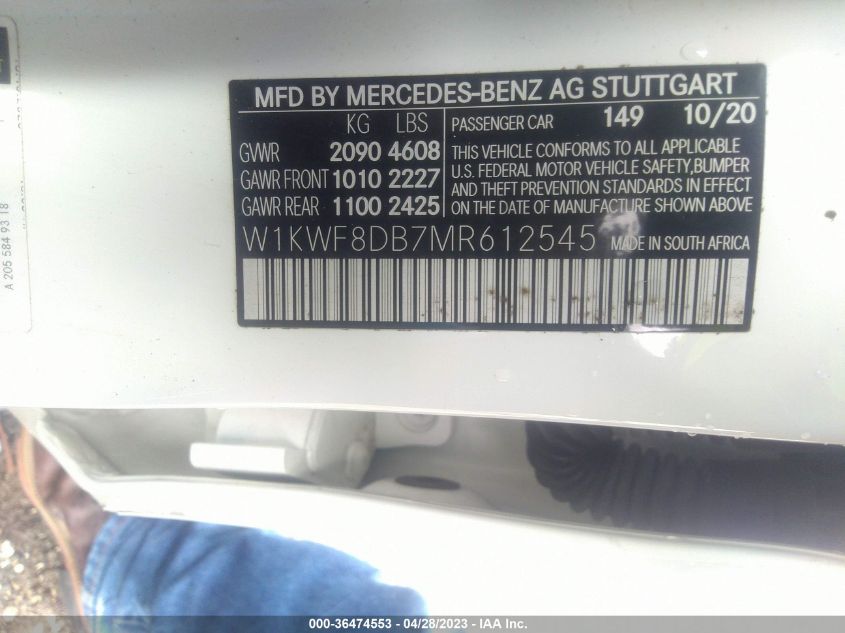 MFD BY MERCEDES-BENZ AG STUTTGART
KG LBS
GVWR 2090 4608
GAWR FRONT 1010 2227
GAWR REAR 1100 2425
PASSENGER CAR 149 10/20
THIS VEHICLE CONFORMS TO ALL APPLICABLE
U.S. FEDERAL MOTOR VEHICLE SAFETY,BUMPER
AND THEFT PREVENTION STANDARDS IN EFFECT
ON THE DATE OF MANUFACTURE SHOWN ABOVE
W1KWF8DB7MR612545 MADE IN SOUTH AFRICA
A 205 584 93 18
000-36474553 / 04/28/2023 - IAA Inc.